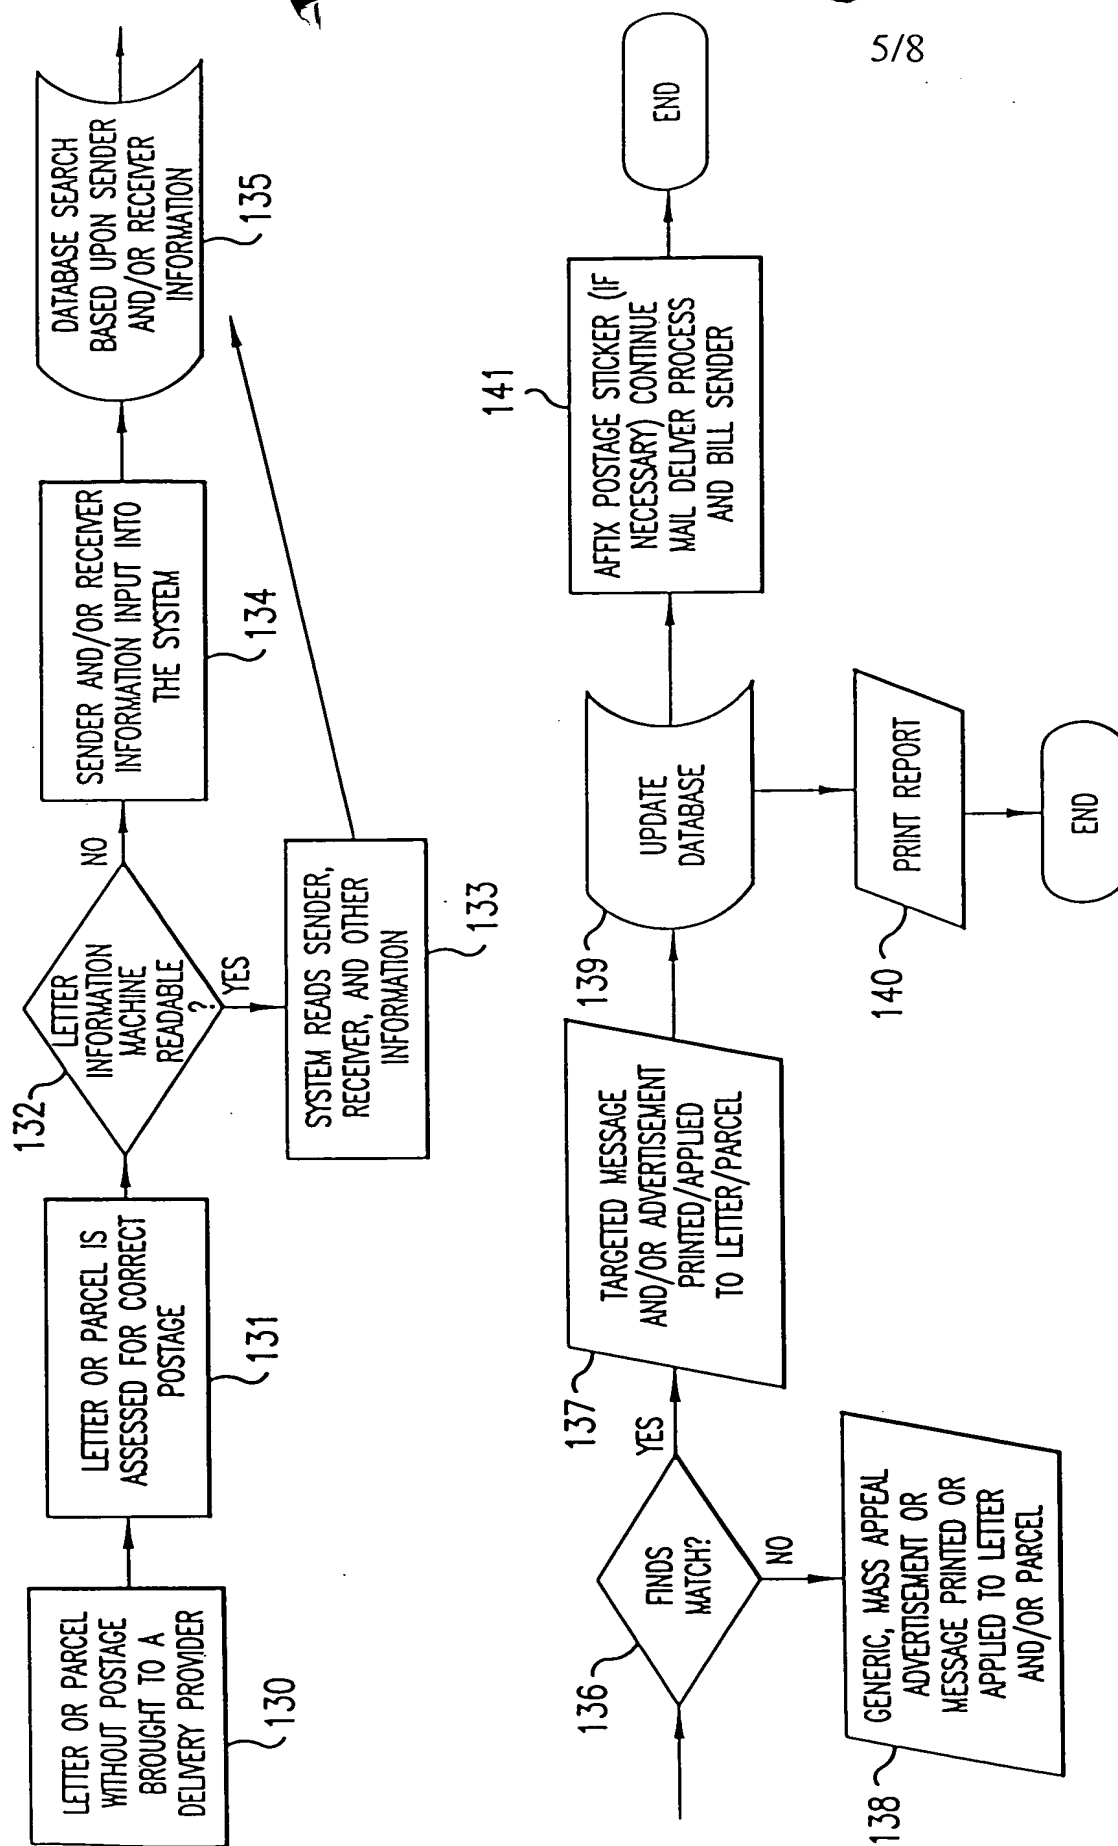 5/8
LETTER OR PARCEL
WITHOUT POSTAGE
BROUGHT TO A
DELIVERY PROVIDER
130
LETTER OR PARCEL IS
ASSESSED FOR CORRECT
POSTAGE
131
132
LETTER
INFORMATION
MACHINE
READABLE
?
NO
YES
SYSTEM READS SENDER,
RECEIVER, AND OTHER
INFORMATION
133
SENDER AND/OR RECEIVER
INFORMATION INPUT INTO
THE SYSTEM
134
DATABASE SEARCH
BASED UPON SENDER
AND/OR RECEIVER
INFORMATION
135
136
FINDS
MATCH?
YES
NO
137
TARGETED MESSAGE
AND/OR ADVERTISEMENT
PRINTED/APPLIED
TO LETTER/PARCEL
138
GENERIC, MASS APPEAL
ADVERTISEMENT OR
MESSAGE PRINTED OR
APPLIED TO LETTER
AND/OR PARCEL
139
UPDATE
DATABASE
140
PRINT REPORT
END
141
AFFIX POSTAGE STICKER (IF
NECESSARY) CONTINUE
MAIL DELIVER PROCESS
AND BILL SENDER
END